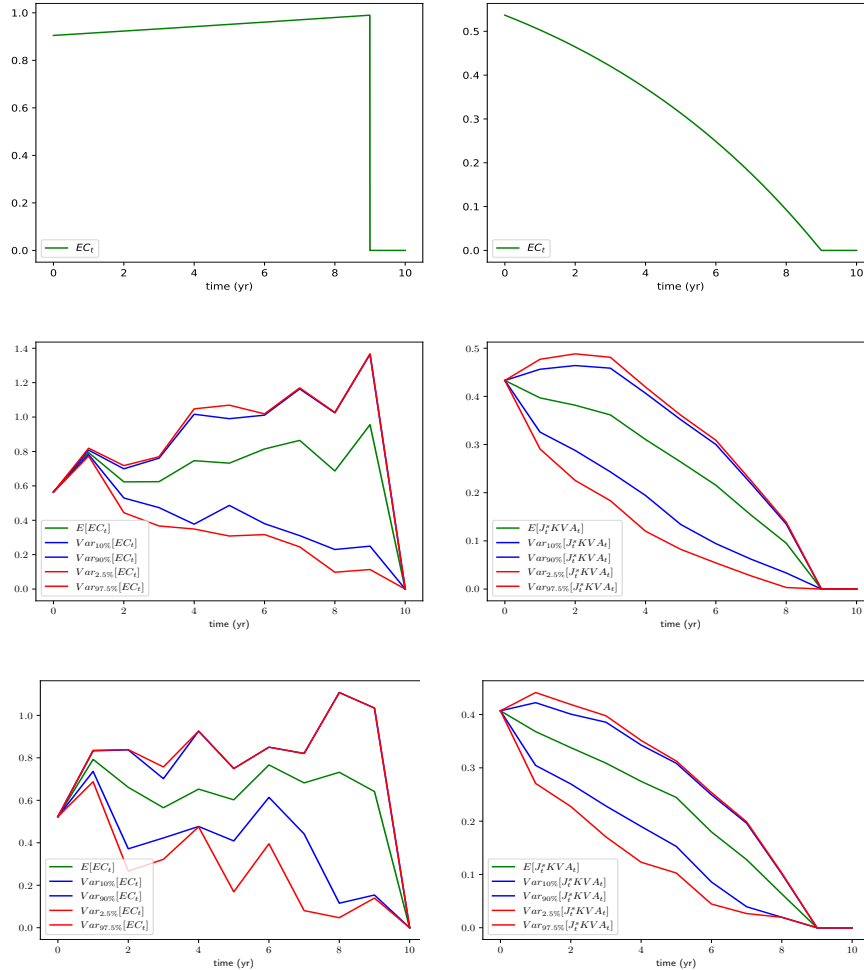 1.0
0.8
0.6
0.4
0.2
0.0
EC_t
0 2 4 6 8 10
time (yr)
0.5
0.4
0.3
0.2
0.1
0.0
EC_t
0 2 4 6 8 10
time (yr)
1.4
1.2
1.0
0.8
0.6
0.4
0.2
0.0
E[EC_t]
Var_{10%}[EC_t]
Var_{90%}[EC_t]
Var_{2.5%}[EC_t]
Var_{97.5%}[EC_t]
0 2 4 6 8 10
time (yr)
0.5
0.4
0.3
0.2
0.1
0.0
E[J_t^s KVA_t]
Var_{10%}[J_t^s KVA_t]
Var_{90%}[J_t^s KVA_t]
Var_{2.5%}[J_t^s KVA_t]
Var_{97.5%}[J_t^s KVA_t]
0 2 4 6 8 10
time (yr)
1.0
0.8
0.6
0.4
0.2
0.0
E[EC_t]
Var_{10%}[EC_t]
Var_{90%}[EC_t]
Var_{2.5%}[EC_t]
Var_{97.5%}[EC_t]
0 2 4 6 8 10
time (yr)
0.4
0.3
0.2
0.1
0.0
E[J_t^s KVA_t]
Var_{10%}[J_t^s KVA_t]
Var_{90%}[J_t^s KVA_t]
Var_{2.5%}[J_t^s KVA_t]
Var_{97.5%}[J_t^s KVA_t]
0 2 4 6 8 10
time (yr)